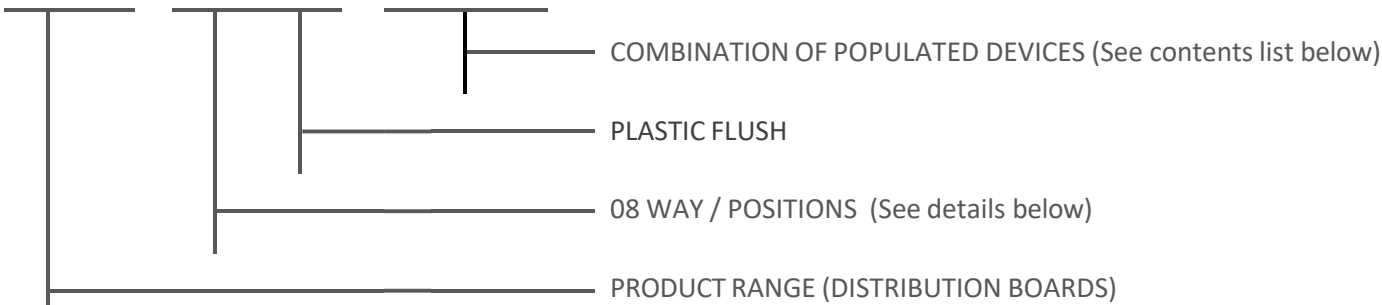 COMBINATION OF POPULATED DEVICES (See contents list below)
PLASTIC FLUSH
08 WAY / POSITIONS (See details below)
PRODUCT RANGE (DISTRIBUTION BOARDS)